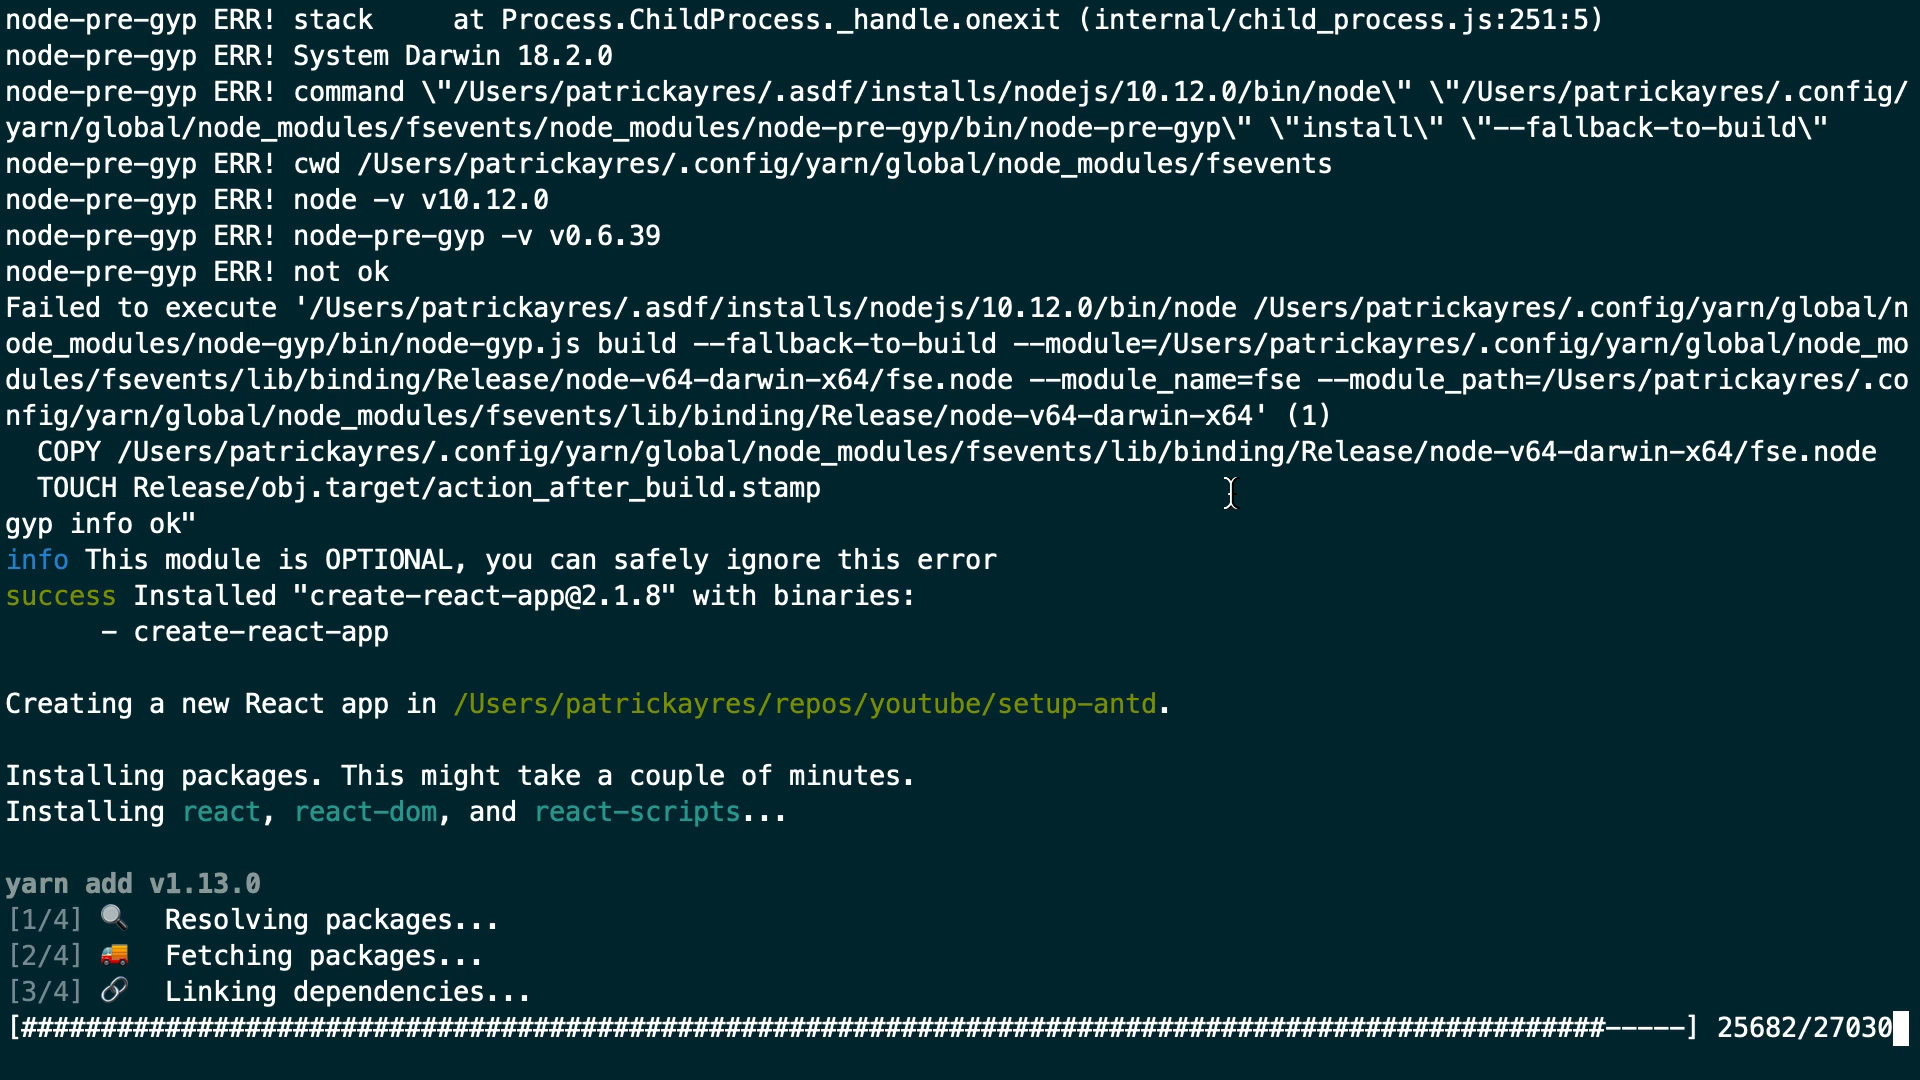 node-pre-gyp ERR! stack     at Process.ChildProcess._handle.onexit (internal/child_process.js:251:5)
node-pre-gyp ERR! System Darwin 18.2.0
node-pre-gyp ERR! command \"/Users/patrickayres/.asdf/installs/nodejs/10.12.0/bin/node\" \"/Users/patrickayres/.config/
yarn/global/node_modules/fsevents/node_modules/node-pre-gyp/bin/node-pre-gyp\" \"install\" \"--fallback-to-build\"
node-pre-gyp ERR! cwd /Users/patrickayres/.config/yarn/global/node_modules/fsevents
node-pre-gyp ERR! node -v v10.12.0
node-pre-gyp ERR! node-pre-gyp -v v0.6.39
node-pre-gyp ERR! not ok
Failed to execute '/Users/patrickayres/.asdf/installs/nodejs/10.12.0/bin/node /Users/patrickayres/.config/yarn/global/n
ode_modules/node-gyp/bin/node-gyp.js build --fallback-to-build --module=/Users/patrickayres/.config/yarn/global/node_mo
dules/fsevents/lib/binding/Release/node-v64-darwin-x64/fse.node --module_name=fse --module_path=/Users/patrickayres/.co
nfig/yarn/global/node_modules/fsevents/lib/binding/Release/node-v64-darwin-x64' (1)
  COPY /Users/patrickayres/.config/yarn/global/node_modules/fsevents/lib/binding/Release/node-v64-darwin-x64/fse.node
  TOUCH Release/obj.target/action_after_build.stamp
gyp info ok"
info This module is OPTIONAL, you can safely ignore this error
success Installed "create-react-app@2.1.8" with binaries:
      - create-react-app
Creating a new React app in /Users/patrickayres/repos/youtube/setup-antd.
Installing packages. This might take a couple of minutes.
Installing react, react-dom, and react-scripts...
yarn add v1.13.0
[1/4] 🔍  Resolving packages...
[2/4] 🚚  Fetching packages...
[3/4] 🔗  Linking dependencies...
[###################################################################################################-----] 25682/27030